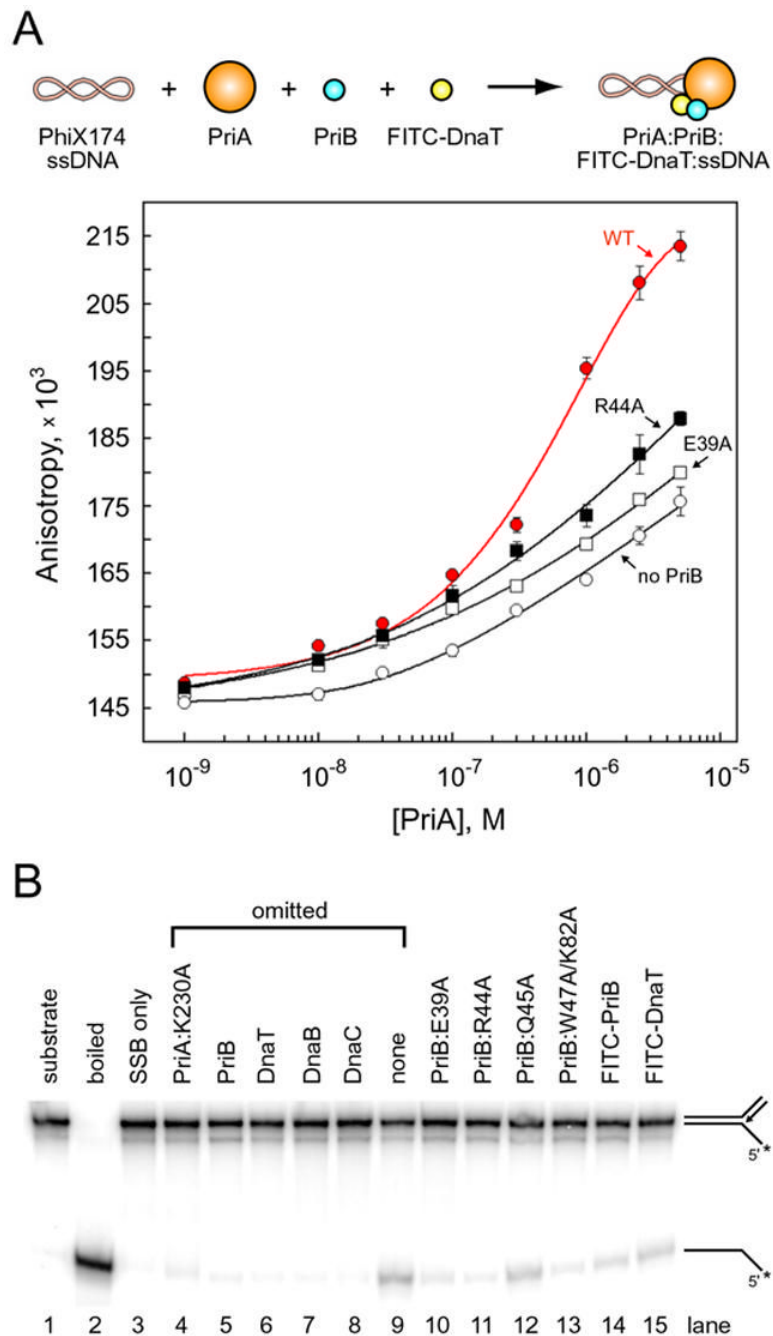 A
PhiX174
ssDNA
+
PriA
+
PriB
+
FITC-DnaT
PriA:PriB:
FITC-DnaT:ssDNA
Anisotropy, × 10³
215
205
195
185
175
165
155
145
WT
R44A
E39A
no PriB
10⁻⁹
10⁻⁸
10⁻⁷
10⁻⁶
10⁻⁵
[PriA], M
B
omitted
substrate
boiled
SSB only
PriA:K230A
PriB
DnaT
DnaB
DnaC
none
PriB:E39A
PriB:R44A
PriB:Q45A
PriB:W47A/K82A
FITC-PriB
FITC-DnaT
5' *
5' *
1 2 3 4 5 6 7 8 9 10 11 12 13 14 15 lane